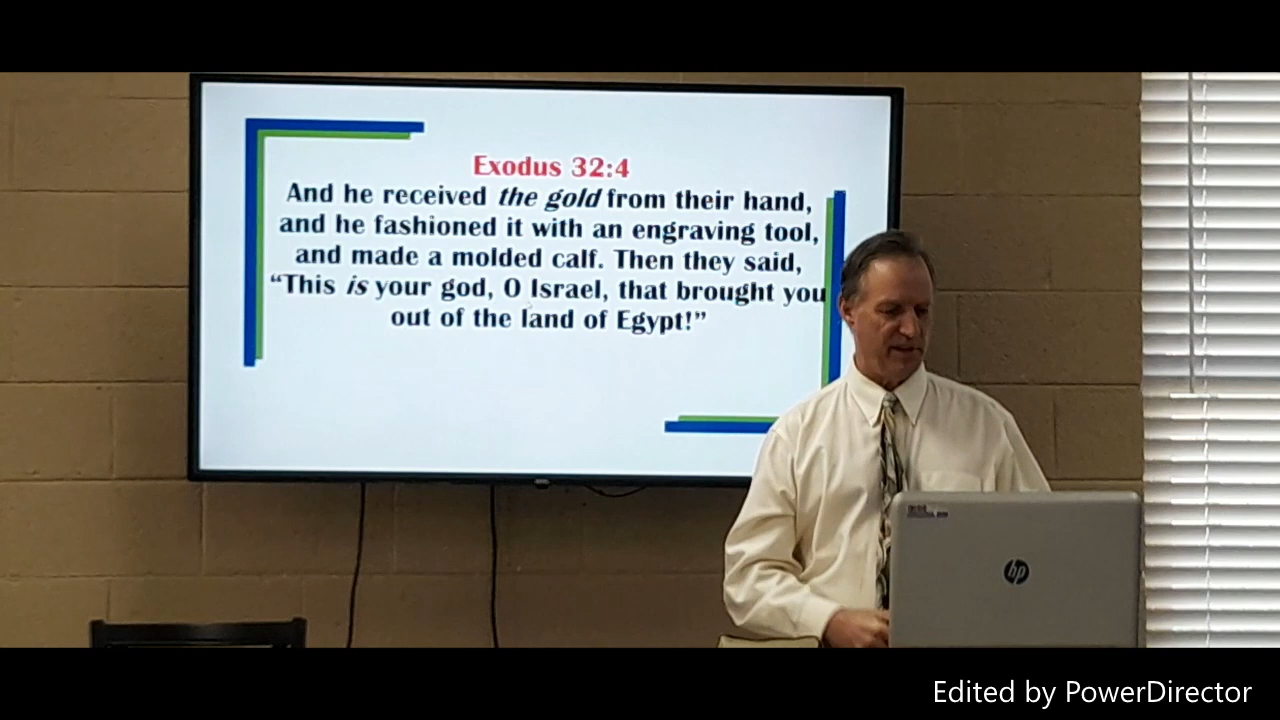 Exodus 32:4
And he received the gold from their hand,
and he fashioned it with an engraving tool,
and made a molded calf. Then they said,
“This is your god, O Israel, that brought you
out of the land of Egypt!”
hp
Edited by PowerDirector